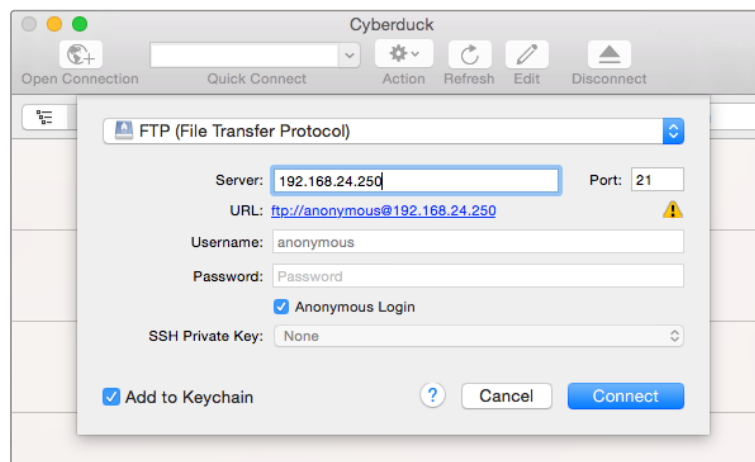 Cyberduck
Open Connection Quick Connect Action Refresh Edit Disconnect
FTP (File Transfer Protocol)
Server: 192.168.24.250 Port: 21
URL: ftp://anonymous@192.168.24.250
Username: anonymous
Password: Password
Anonymous Login
SSH Private Key: None
Add to Keychain ? Cancel Connect